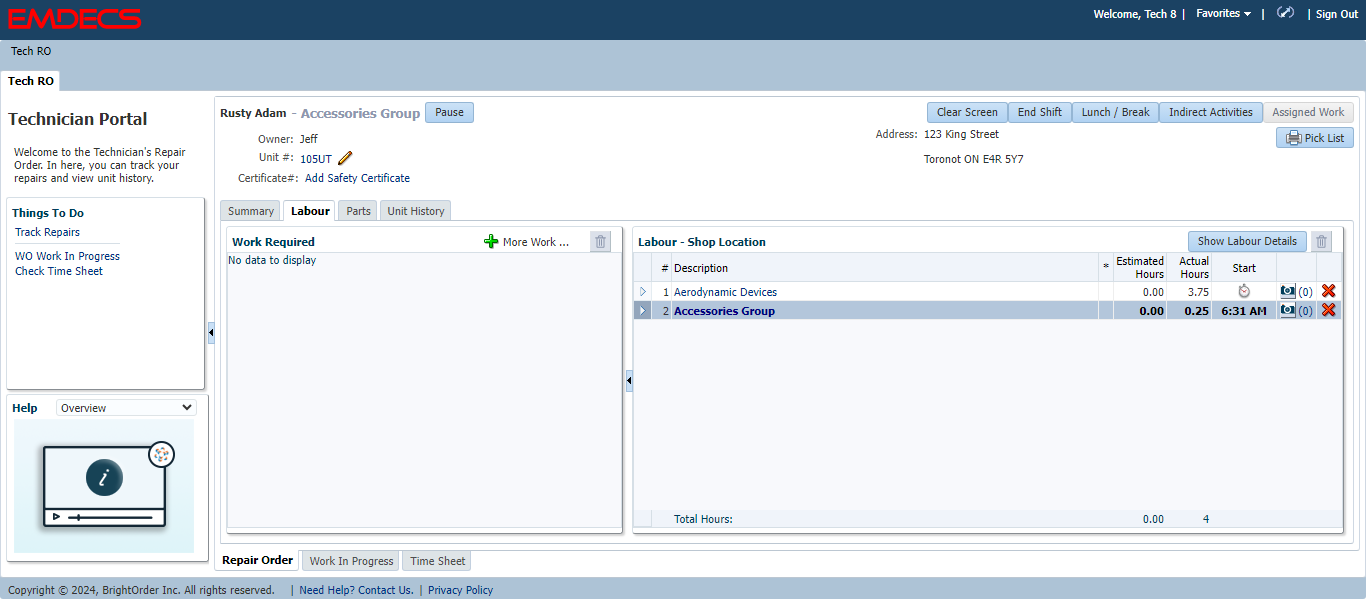 EMDECS
Welcome, Tech 8 | Favorites | | Sign Out
Tech RO
Tech RO
Technician Portal
Welcome to the Technician's Repair
Order. In here, you can track your
repairs and view unit history.
Things To Do
Track Repairs
WO Work In Progress
Check Time Sheet
Help Overview
i
Rusty Adam - Accessories Group Pause
Clear Screen End Shift Lunch / Break Indirect Activities Assigned Work
Owner: Jeff
Address: 123 King Street
Pick List
Unit #: 105UT
Toronot ON E4R 5Y7
Certificate#: Add Safety Certificate
Summary Labour Parts Unit History
Work Required More Work ...
No data to display
Labour - Shop Location Show Labour Details
# Description * Estimated Hours Actual Hours Start
1 Aerodynamic Devices 0.00 3.75 (0)
2 Accessories Group 0.00 0.25 6:31 AM (0)
Total Hours: 0.00 4
Repair Order Work In Progress Time Sheet
Copyright © 2024, BrightOrder Inc. All rights reserved. | Need Help? Contact Us. | Privacy Policy